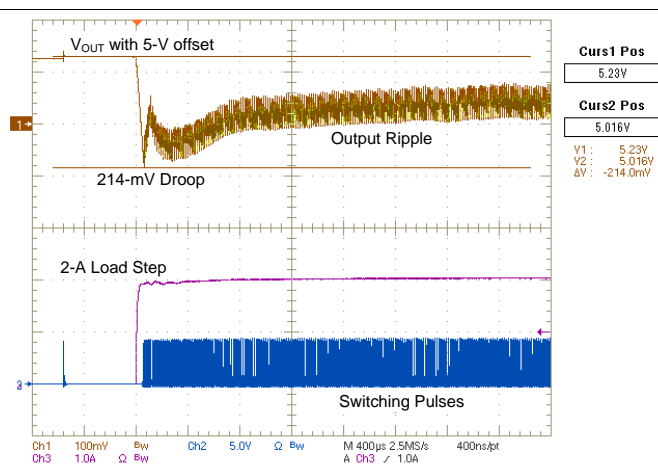 VOUT with 5-V offset
Curs1 Pos
5.23V
Curs2 Pos
5.016V
V1 : 5.23V
V2 : 5.016V
ΔV : -214.0mV
1
Output Ripple
214-mV Droop
2-A Load Step
Switching Pulses
Ch1 100mV BW Ch2 5.0V Ω BW M 400µs 2.5MS/s 400ns/pt
Ch3 1.0A Ω BW A Ch3 / 1.0A